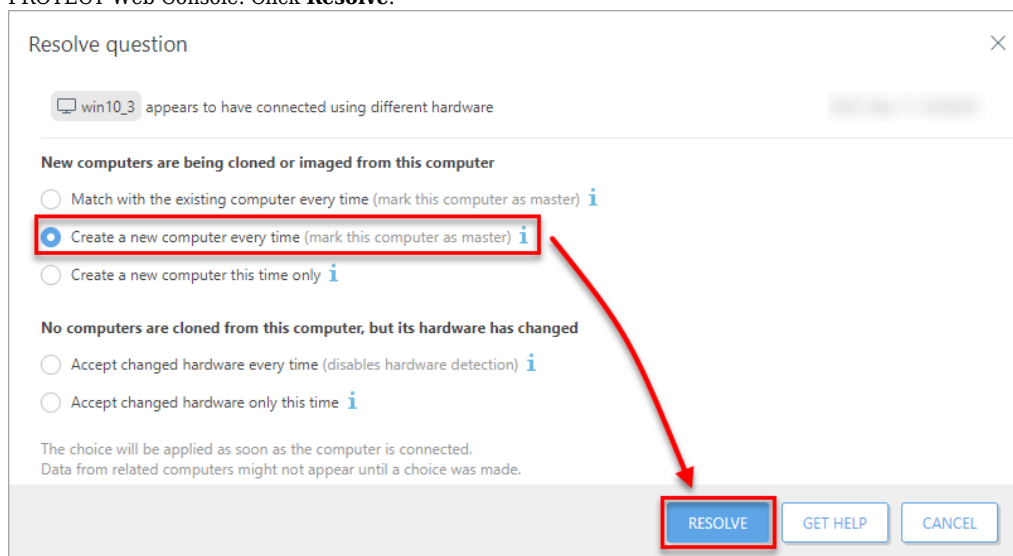 PROTECT Web Console. Click Resolve.
Resolve question
win10_3 appears to have connected using different hardware
New computers are being cloned or imaged from this computer
Match with the existing computer every time (mark this computer as master) i
Create a new computer every time (mark this computer as master) i
Create a new computer this time only i
No computers are cloned from this computer, but its hardware has changed
Accept changed hardware every time (disables hardware detection) i
Accept changed hardware only this time i
The choice will be applied as soon as the computer is connected.
Data from related computers might not appear until a choice was made.
RESOLVE GET HELP CANCEL